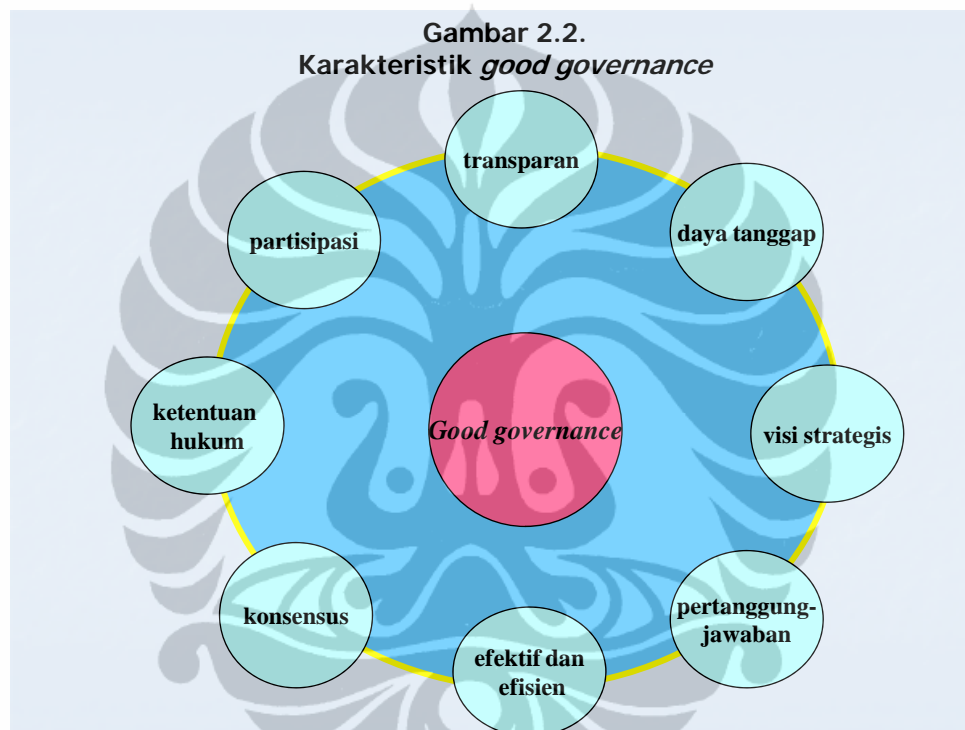 Gambar 2.2.
Karakteristik good governance
transparan
partisipasi
daya tanggap
ketentuan
hukum
Good governance
visi strategis
konsensus
efektif dan
efisien
pertanggung-
jawaban